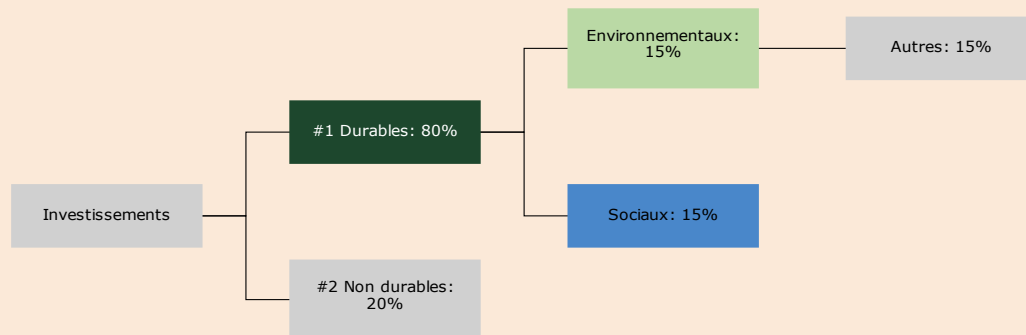 Environnementaux:
15%
Autres: 15%
#1 Durables: 80%
Investissements
Sociaux: 15%
#2 Non durables:
20%